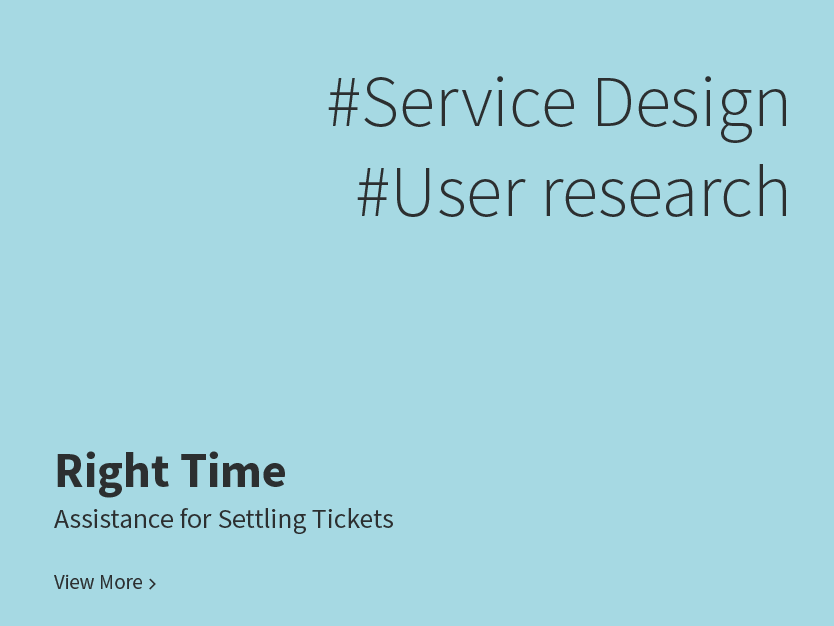 #Service Design
#User research
Right Time
Assistance for Settling Tickets
View More >